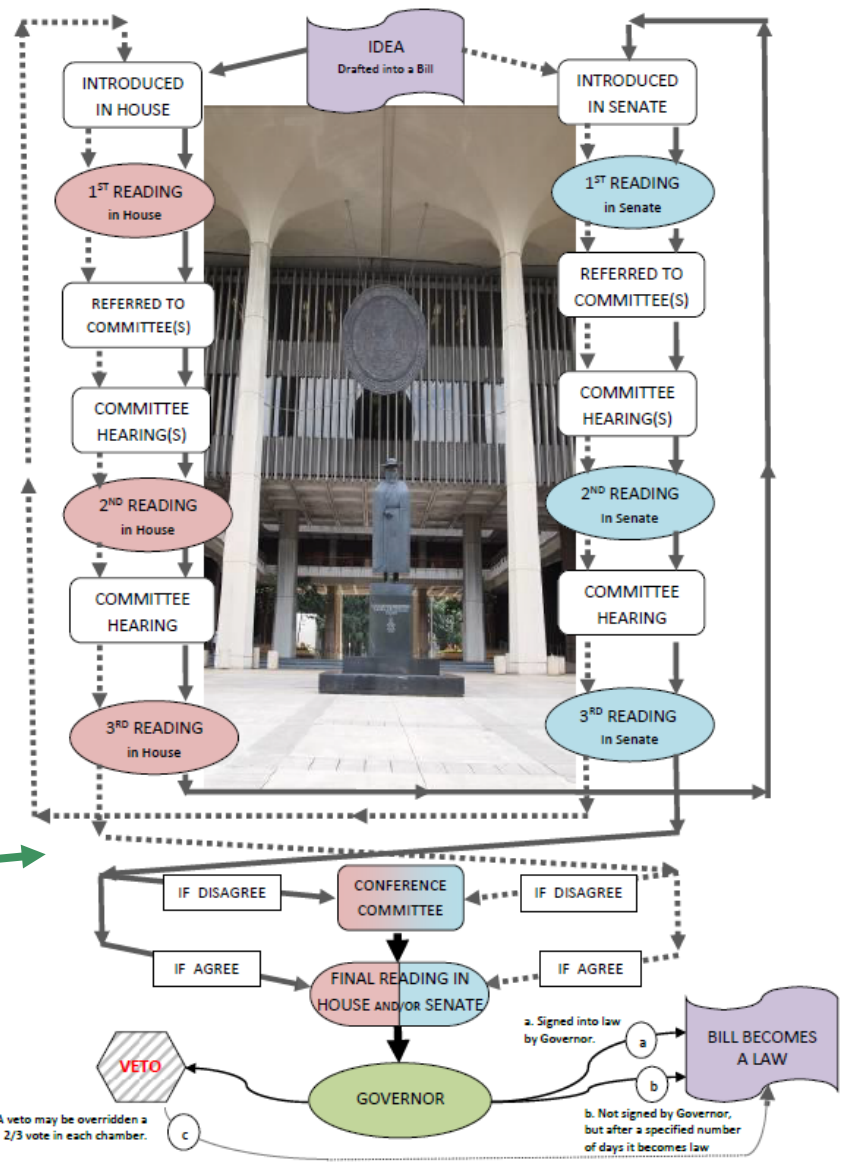 IDEA
Drafted into a Bill
INTRODUCED
IN HOUSE
1ST READING
in House
REFERRED TO
COMMITTEE(S)
COMMITTEE
HEARING(S)
2ND READING
in House
COMMITTEE
HEARING
3RD READING
in House
INTRODUCED
IN SENATE
1ST READING
in Senate
REFERRED TO
COMMITTEE(S)
COMMITTEE
HEARING(S)
2ND READING
In Senate
COMMITTEE
HEARING
3RD READING
In Senate
IF DISAGREE
CONFERENCE
COMMITTEE
IF DISAGREE
IF AGREE
FINAL READING IN
HOUSE AND/OR SENATE
IF AGREE
GOVERNOR
VETO
A veto may be overridden a
2/3 vote in each chamber.
c
a. Signed into law
by Governor.
a
b
b. Not signed by Governor,
but after a specified number
of days it becomes law
BILL BECOMES
A LAW